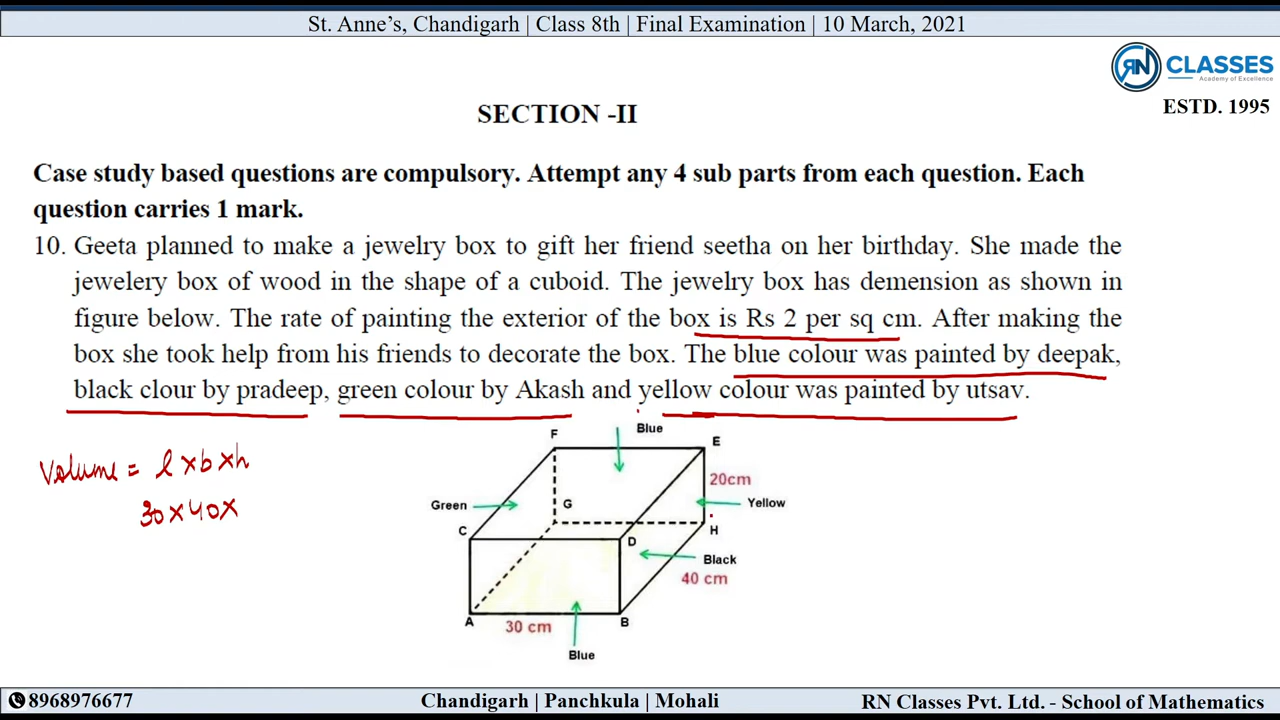 St. Anne's, Chandigarh | Class 8th | Final Examination | 10 March, 2021
RN CLASSES
Academy of Excellence
ESTD. 1995
SECTION -II
Case study based questions are compulsory. Attempt any 4 sub parts from each question. Each
question carries 1 mark.
10. Geeta planned to make a jewelry box to gift her friend seetha on her birthday. She made the
jewelery box of wood in the shape of a cuboid. The jewelry box has demension as shown in
figure below. The rate of painting the exterior of the box is Rs 2 per sq cm. After making the
box she took help from his friends to decorate the box. The blue colour was painted by deepak,
black clour by pradeep, green colour by Akash and yellow colour was painted by utsav.
Volume = l x b x h
30 x 40 x
F
Blue
E
20cm
Green
G
Yellow
C
D
H
Black
40 cm
A
30 cm
B
Blue
8968976677
Chandigarh | Panchkula | Mohali
RN Classes Pvt. Ltd. - School of Mathematics